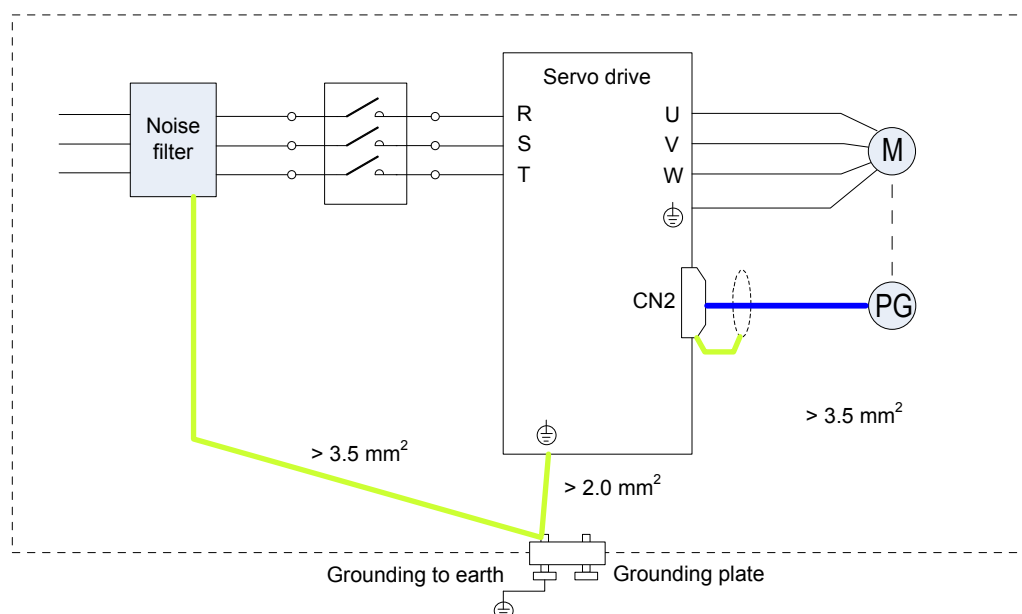 Servo drive
Noise
filter
R
S
T
U
V
W
M
CN2
PG
> 3.5 mm²
> 3.5 mm²
> 2.0 mm²
Grounding to earth
Grounding plate